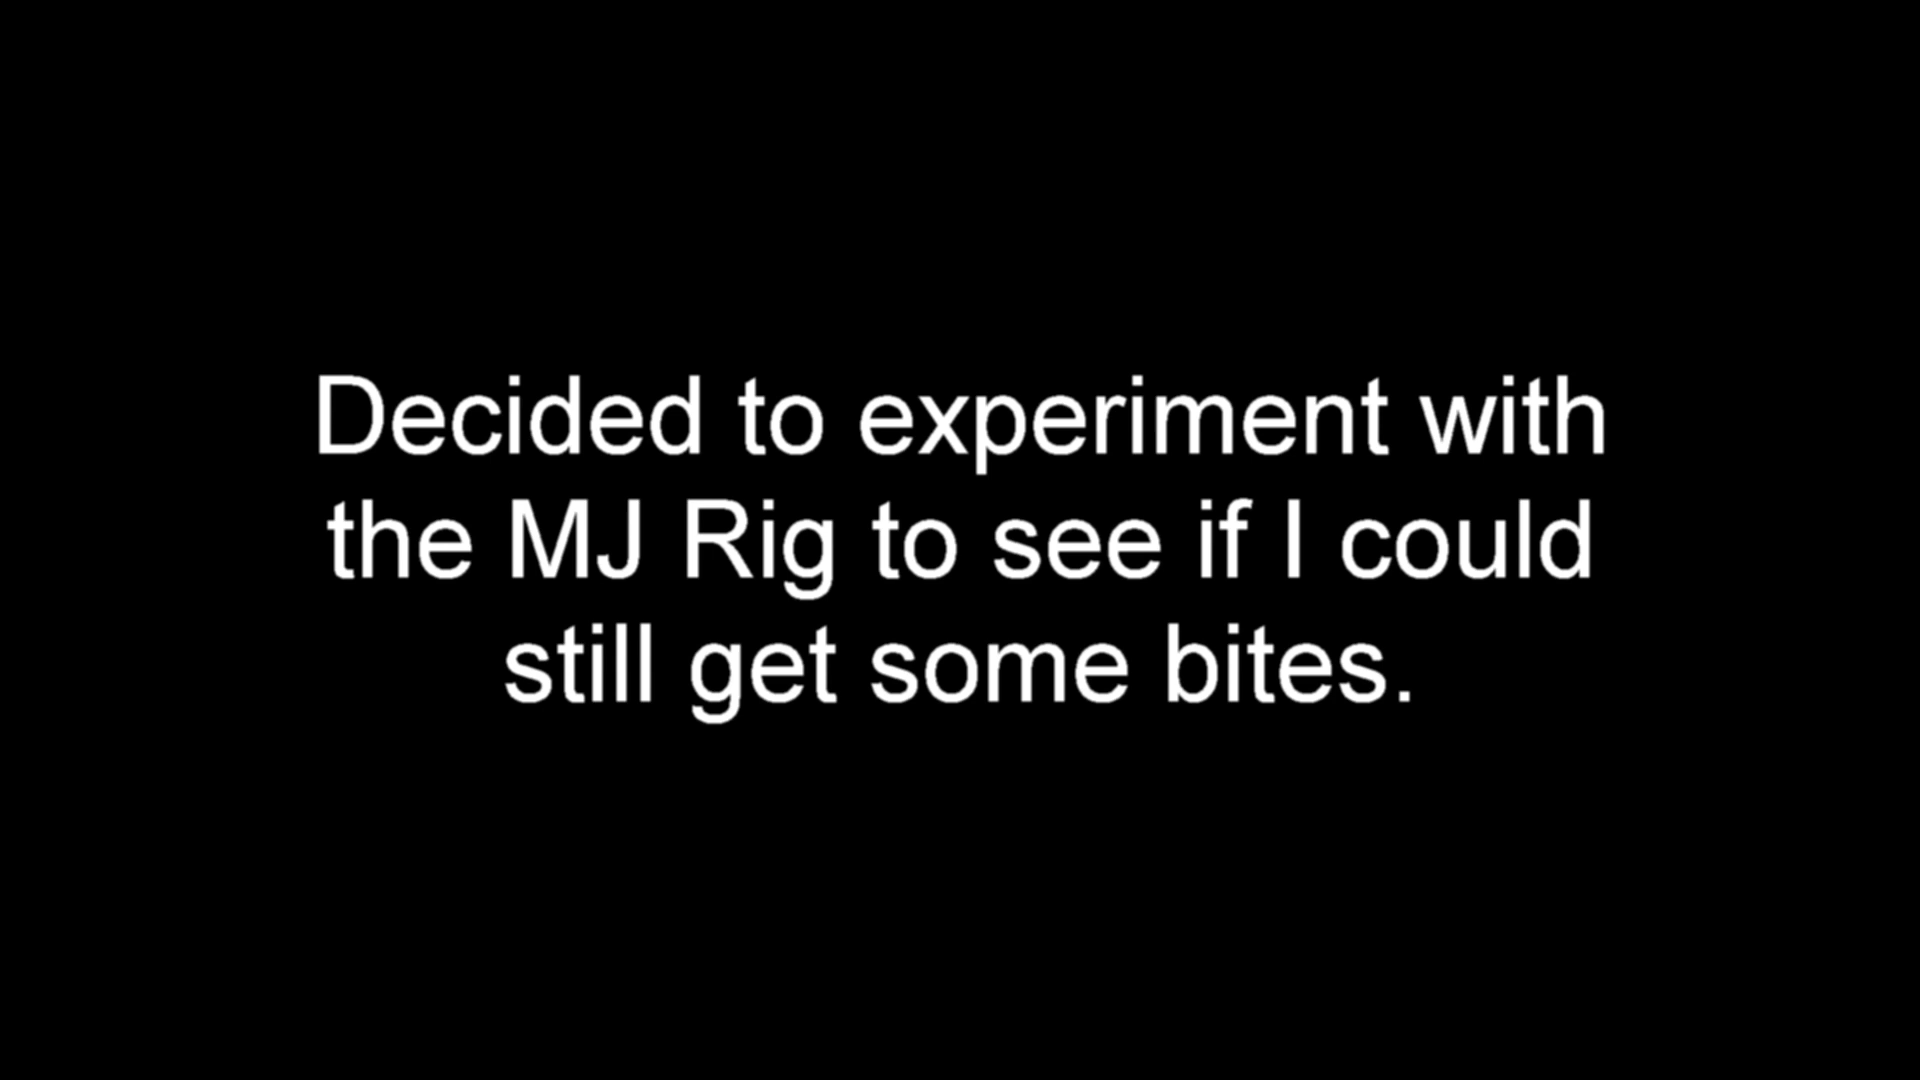 Decided to experiment with
the MJ Rig to see if I could
still get some bites.